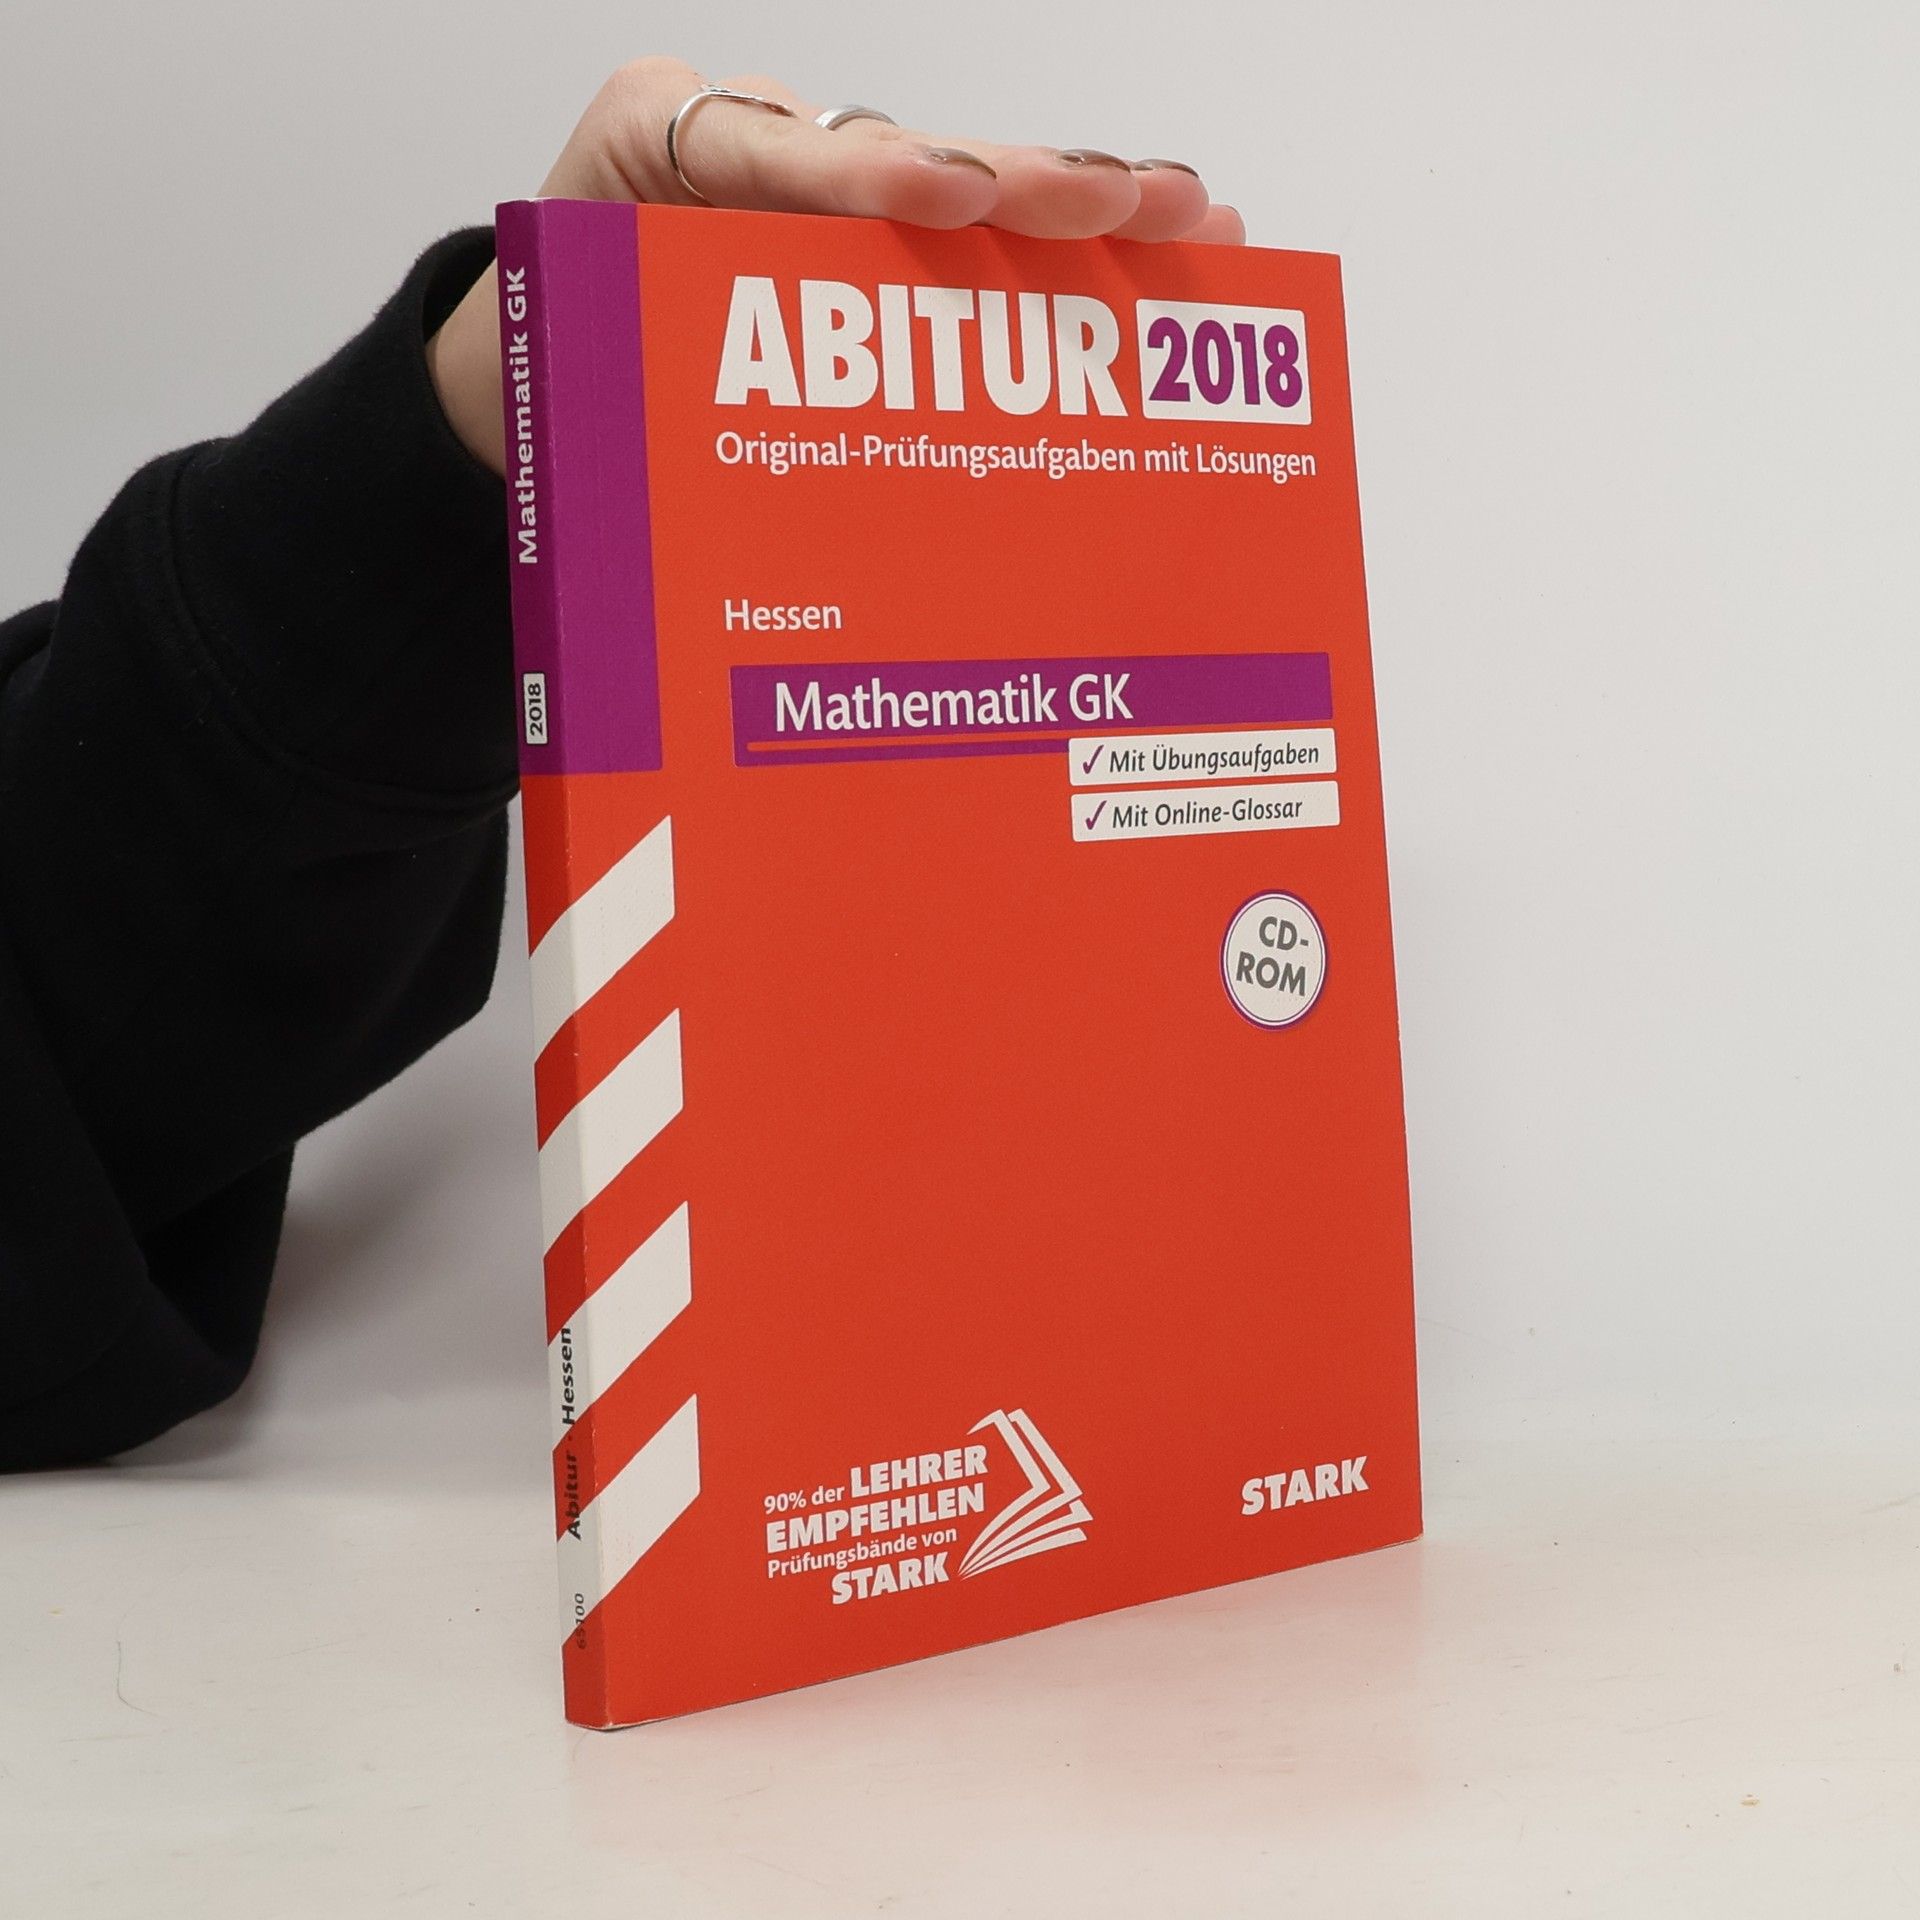 Mathematik GK
2018
Abitur · Hessen
ABITUR 2018
Original-Prüfungsaufgaben mit Lösungen
Hessen
Mathematik GK
✓ Mit Übungsaufgaben
✓ Mit Online-Glossar
CD-
ROM
90% der LEHRER
EMPFEHLEN
Prüfungsbände von
STARK
STARK